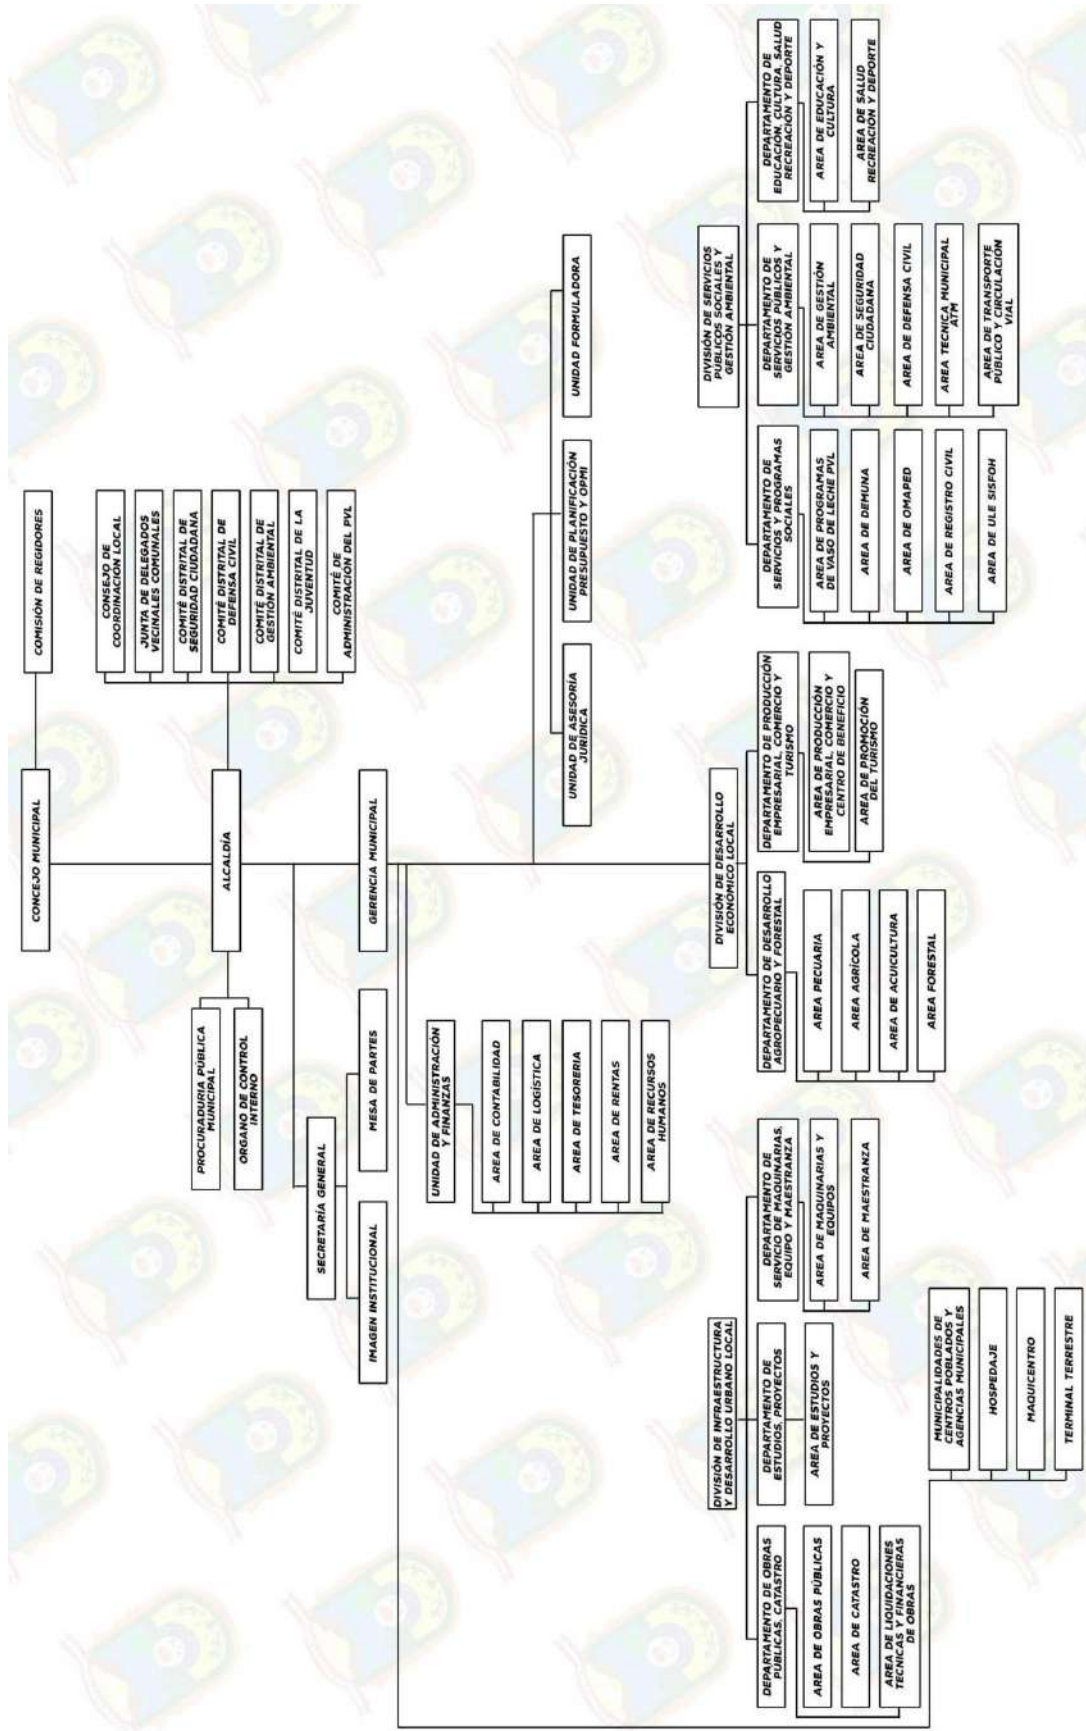 CONCEJO MUNICIPAL
COMISIÓN DE REGIDORES
CONSEJO DE
COORDINACIÓN LOCAL
JUNTA DE DELEGADOS
VECINALES COMUNALES
COMITÉ DISTRITAL DE
SEGURIDAD CIUDADANA
COMITÉ DISTRITAL DE
DEFENSA CIVIL
COMITÉ DISTRITAL DE
GESTIÓN AMBIENTAL
COMITÉ DISTRITAL DE LA
JUVENTUD
COMITÉ DE
ADMINISTRACIÓN DEL PVL
ALCALDÍA
PROCURADURIA PÚBLICA
MUNICIPAL
ORGANO DE CONTROL
INTERNO
SECRETARÍA GENERAL
IMAGEN INSTITUCIONAL
MESA DE PARTES
GERENCIA MUNICIPAL
UNIDAD DE ADMINISTRACIÓN
Y FINANZAS
AREA DE CONTABILIDAD
AREA DE LOGÍSTICA
AREA DE TESORERIA
AREA DE RENTAS
AREA DE RECURSOS
HUMANOS
UNIDAD DE ASESORÍA
JURÍDICA
UNIDAD DE PLANIFICACIÓN
PRESUPUESTO Y OPMI
UNIDAD FORMULADORA
DIVISIÓN DE INFRAESTRUCTURA
Y DESARROLLO URBANO LOCAL
DEPARTAMENTO DE OBRAS
PÚBLICAS, CATASTRO
AREA DE OBRAS PÚBLICAS
AREA DE CATASTRO
AREA DE LIQUIDACIONES
TECNICAS Y FINANCIERAS
DE OBRAS
DEPARTAMENTO DE
ESTUDIOS, PROYECTOS
AREA DE ESTUDIOS Y
PROYECTOS
DEPARTAMENTO DE
SERVICIO DE MAQUINARIAS,
EQUIPO Y MAESTRANZA
AREA DE MAQUINARIAS Y
EQUIPOS
AREA DE MAESTRANZA
DIVISIÓN DE DESARROLLO
ECONÓMICO LOCAL
DEPARTAMENTO DE DESARROLLO
AGROPECUARIO Y FORESTAL
AREA PECUARIA
AREA AGRÍCOLA
AREA DE ACUICULTURA
AREA FORESTAL
DEPARTAMENTO DE PRODUCCIÓN
EMPRESARIAL, COMERCIO Y
TURISMO
AREA DE PRODUCCIÓN
EMPRESARIAL, COMERCIO Y
CENTRO DE BENEFICIO
AREA DE PROMOCIÓN
DEL TURISMO
DIVISIÓN DE SERVICIOS
PÚBLICOS SOCIALES Y
GESTIÓN AMBIENTAL
DEPARTAMENTO DE
SERVICIOS Y PROGRAMAS
SOCIALES
AREA DE PROGRAMAS
DE VASO DE LECHE PVL
AREA DE DEMUNA
AREA DE OMAPED
AREA DE REGISTRO CIVIL
AREA DE ULE SISFOH
DEPARTAMENTO DE
SERVICIOS PÚBLICOS Y
GESTIÓN AMBIENTAL
AREA DE GESTIÓN
AMBIENTAL
AREA DE SEGURIDAD
CIUDADANA
AREA DE DEFENSA CIVIL
AREA TECNICA MUNICIPAL
ATM
AREA DE TRANSPORTE
PÚBLICO Y CIRCULACION
VIAL
DEPARTAMENTO DE
EDUCACIÓN, CULTURA, SALUD
RECREACIÓN Y DEPORTE
AREA DE EDUCACIÓN Y
CULTURA
AREA DE SALUD
RECREACIÓN Y DEPORTE
MUNICIPALIDADES DE
CENTROS POBLADOS Y
AGENCIAS MUNICIPALES
HOSPEDAJE
MAQUICENTRO
TERMINAL TERRESTRE